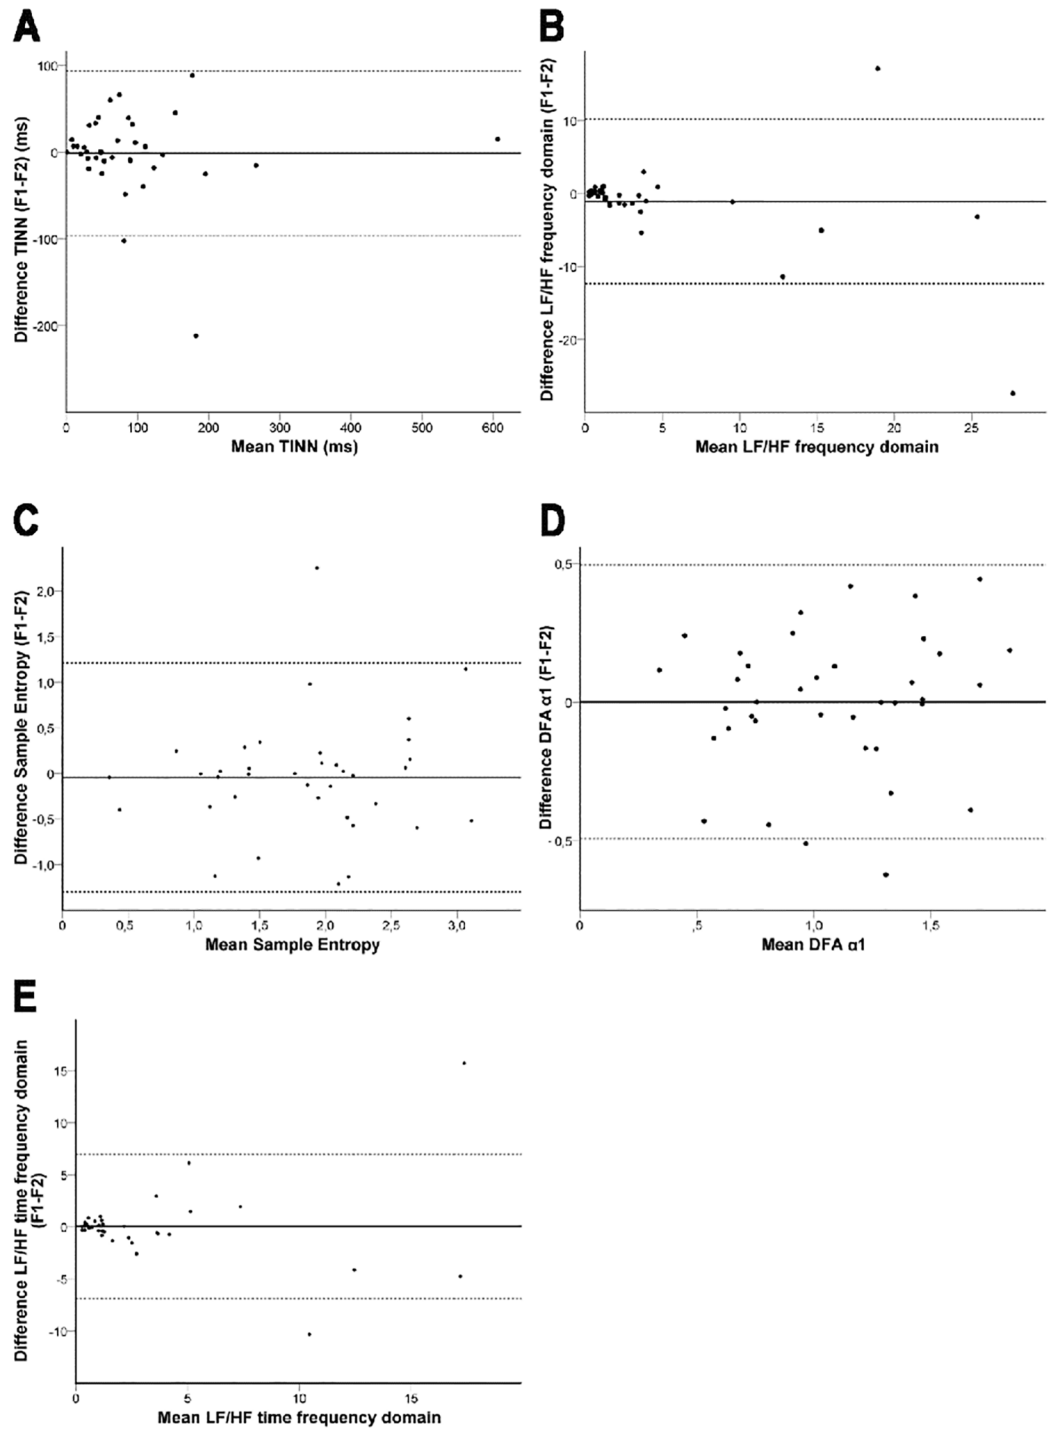 A
Difference TINN (F1-F2) (ms)
100
0
-100
-200
0 100 200 300 400 500 600
Mean TINN (ms)
B
Difference LF/HF frequency domain (F1-F2)
10
0
-10
-20
0 5 10 15 20 25
Mean LF/HF frequency domain
C
Difference Sample Entropy (F1-F2)
2,0
1,5
1,0
0,5
0
-0,5
-1,0
0 0,5 1,0 1,5 2,0 2,5 3,0
Mean Sample Entropy
D
Difference DFA α1 (F1-F2)
0,5
0
-0,5
0 ,5 1,0 1,5
Mean DFA α1
E
Difference LF/HF time frequency domain
(F1-F2)
15
10
5
0
-5
-10
0 5 10 15
Mean LF/HF time frequency domain